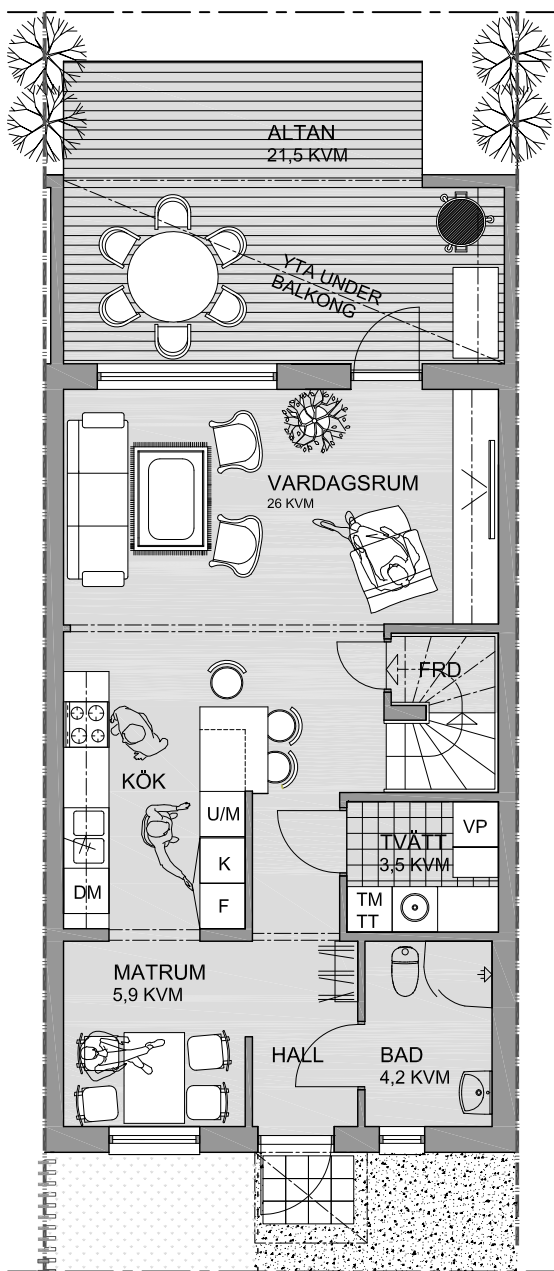 ALTAN
21,5 KVM
YTA UNDER
BALKONG
VARDAGSRUM
26 KVM
FRD
KÖK
U/M
K
F
DM
VP
TVÄTT
3,5 KVM
TM
TT
MATRUM
5,9 KVM
HALL
BAD
4,2 KVM